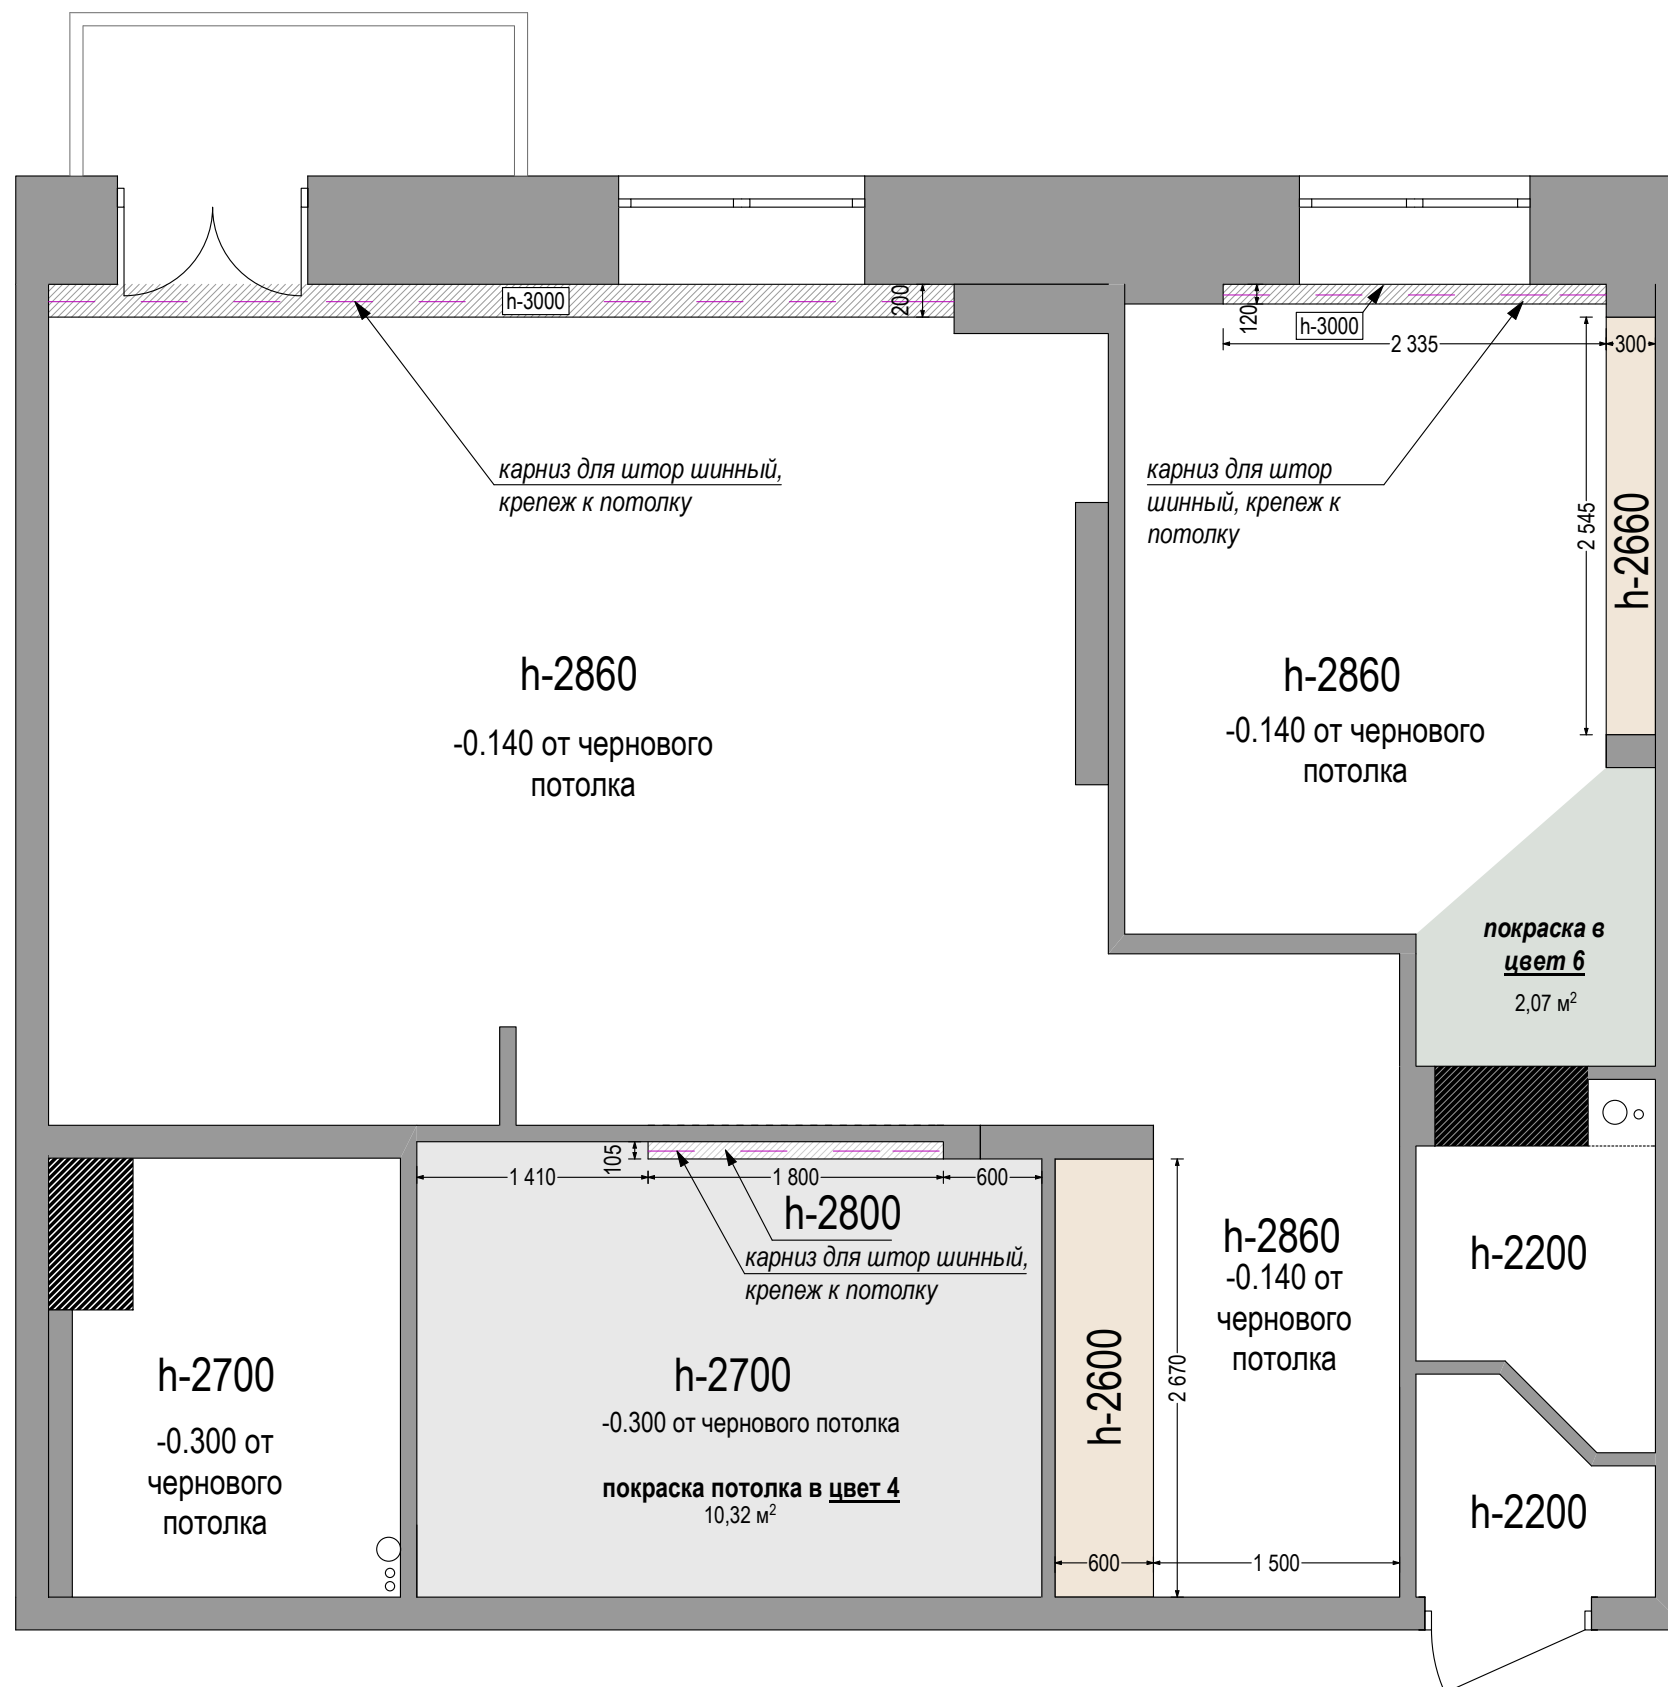 h-3000
200
120
h-3000
2 335
300
карниз для штор шинный,
крепеж к потолку
карниз для штор
шинный, крепеж к
потолку
2 545
h-2660
h-2860
-0.140 от чернового
потолка
h-2860
-0.140 от чернового
потолка
покраска в
цвет 6
2,07 м²
105
1 410
1 800
600
h-2800
карниз для штор шинный,
крепеж к потолку
h-2860
-0.140 от
чернового
потолка
h-2200
h-2700
-0.300 от
чернового
потолка
h-2700
-0.300 от чернового потолка
покраска потолка в цвет 4
10,32 м²
h-2600
2 670
600
1 500
h-2200